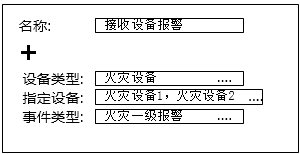 名称: 接收设备报警
+
设备类型: 火灾设备 ....
指定设备: 火灾设备1，火灾设备2 ....
事件类型: 火灾一级报警 ....